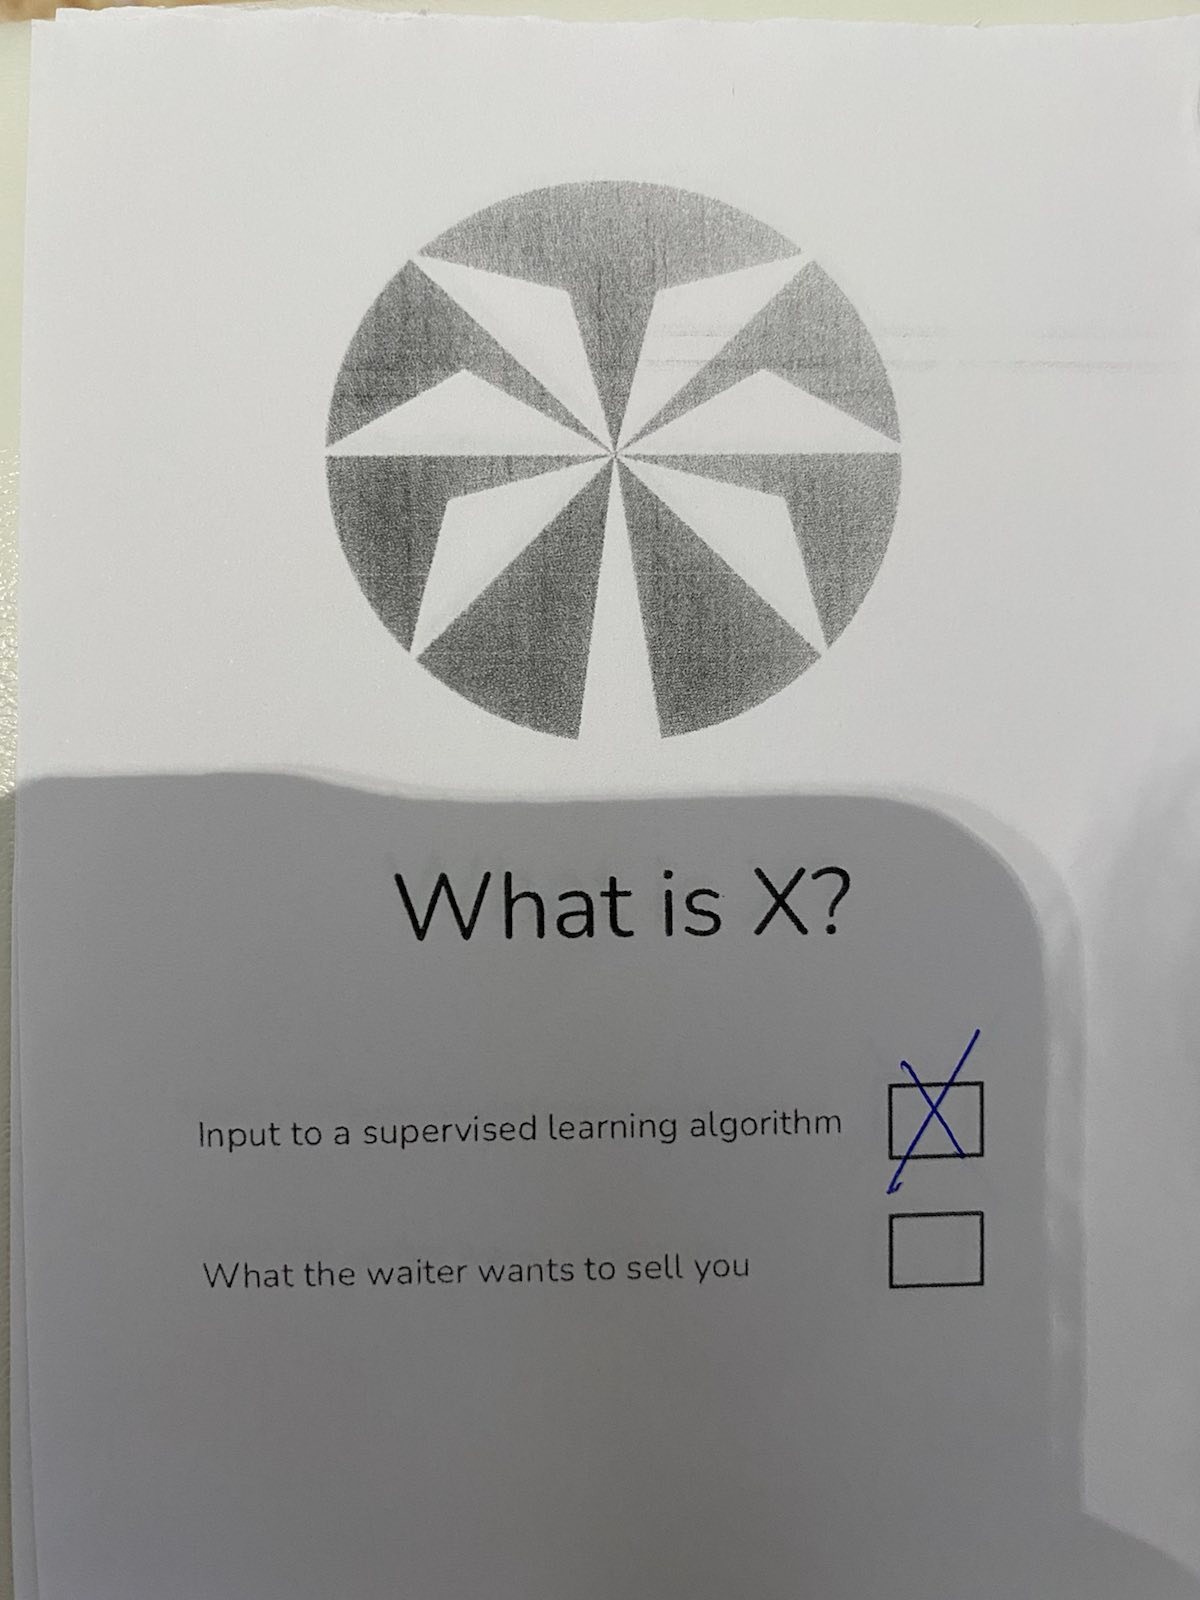 What is X?
Input to a supervised learning algorithm
What the waiter wants to sell you